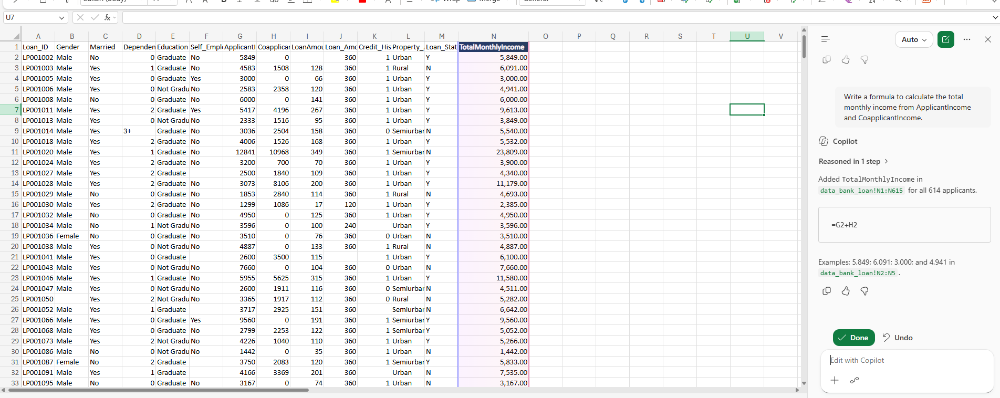 Calibri (Body) 11 B I U ab A Wrap Merge General
U7 fx
A B C D E F G H I J K L M N O P Q R S T U V
1 Loan_ID Gender Married Dependen Education Self_Empl ApplicantI Coapplicar LoanAmou Loan_Amc Credit_His Property_ Loan_Stat TotalMonthlyIncome
2 LP001002 Male No 0 Graduate No 5849 0 360 1 Urban Y 5,849.00
3 LP001003 Male Yes 1 Graduate No 4583 1508 128 360 1 Rural N 6,091.00
4 LP001005 Male Yes 0 Graduate Yes 3000 0 66 360 1 Urban Y 3,000.00
5 LP001006 Male Yes 0 Not Gradu No 2583 2358 120 360 1 Urban Y 4,941.00
6 LP001008 Male No 0 Graduate No 6000 0 141 360 1 Urban Y 6,000.00
7 LP001011 Male Yes 2 Graduate Yes 5417 4196 267 360 1 Urban Y 9,613.00
8 LP001013 Male Yes 0 Not Gradu No 2333 1516 95 360 1 Urban Y 3,849.00
9 LP001014 Male Yes 3+ Graduate No 3036 2504 158 360 0 Semiurbar N 5,540.00
10 LP001018 Male Yes 2 Graduate No 4006 1526 168 360 1 Urban Y 5,532.00
11 LP001020 Male Yes 1 Graduate No 12841 10968 349 360 1 Semiurbar N 23,809.00
12 LP001024 Male Yes 2 Graduate No 3200 700 70 360 1 Urban Y 3,900.00
13 LP001027 Male Yes 2 Graduate 2500 1840 109 360 1 Urban Y 4,340.00
14 LP001028 Male Yes 2 Graduate No 3073 8106 200 360 1 Urban Y 11,179.00
15 LP001029 Male No 0 Graduate No 1853 2840 114 360 1 Rural N 4,693.00
16 LP001030 Male Yes 2 Graduate No 1299 1086 17 120 1 Urban Y 2,385.00
17 LP001032 Male No 0 Graduate No 4950 0 125 360 1 Urban Y 4,950.00
18 LP001034 Male No 1 Not Gradu No 3596 0 100 240 Urban Y 3,596.00
19 LP001036 Female No 0 Graduate No 3510 0 76 360 0 Urban N 3,510.00
20 LP001038 Male Yes 0 Not Gradu No 4887 0 133 360 1 Rural N 4,887.00
21 LP001041 Male Yes 0 Graduate 2600 3500 115 1 Urban Y 6,100.00
22 LP001043 Male Yes 0 Not Gradu No 7660 0 104 360 0 Urban N 7,660.00
23 LP001046 Male Yes 1 Graduate No 5955 5625 315 360 1 Urban Y 11,580.00
24 LP001047 Male Yes 0 Not Gradu No 2600 1911 116 360 0 Semiurbar N 4,511.00
25 LP001050 Yes 2 Not Gradu No 3365 1917 112 360 0 Rural N 5,282.00
26 LP001052 Male Yes 1 Graduate 3717 2925 151 360 Semiurbar N 6,642.00
27 LP001066 Male Yes 0 Graduate Yes 9560 0 191 360 1 Semiurbar Y 9,560.00
28 LP001068 Male Yes 0 Graduate No 2799 2253 122 360 1 Semiurbar Y 5,052.00
29 LP001073 Male Yes 2 Not Gradu No 4226 1040 110 360 1 Urban Y 5,266.00
30 LP001086 Male No 0 Not Gradu No 1442 0 35 360 1 Urban N 1,442.00
31 LP001087 Female No 2 Graduate 3750 2083 120 360 1 Semiurbar Y 5,833.00
32 LP001091 Male Yes 1 Graduate 4166 3369 201 360 Urban N 7,535.00
33 LP001095 Male No 0 Graduate No 3167 0 74 360 1 Urban N 3,167.00
Auto
Write a formula to calculate the total
monthly income from ApplicantIncome
and CoapplicantIncome.
Copilot
Reasoned in 1 step
Added TotalMonthlyIncome in
data_bank_loan!N1:N615 for all 614 applicants.
=G2+H2
Examples: 5,849; 6,091; 3,000; and 4,941 in
data_bank_loan!N2:N5 .
Done Undo
Edit with Copilot